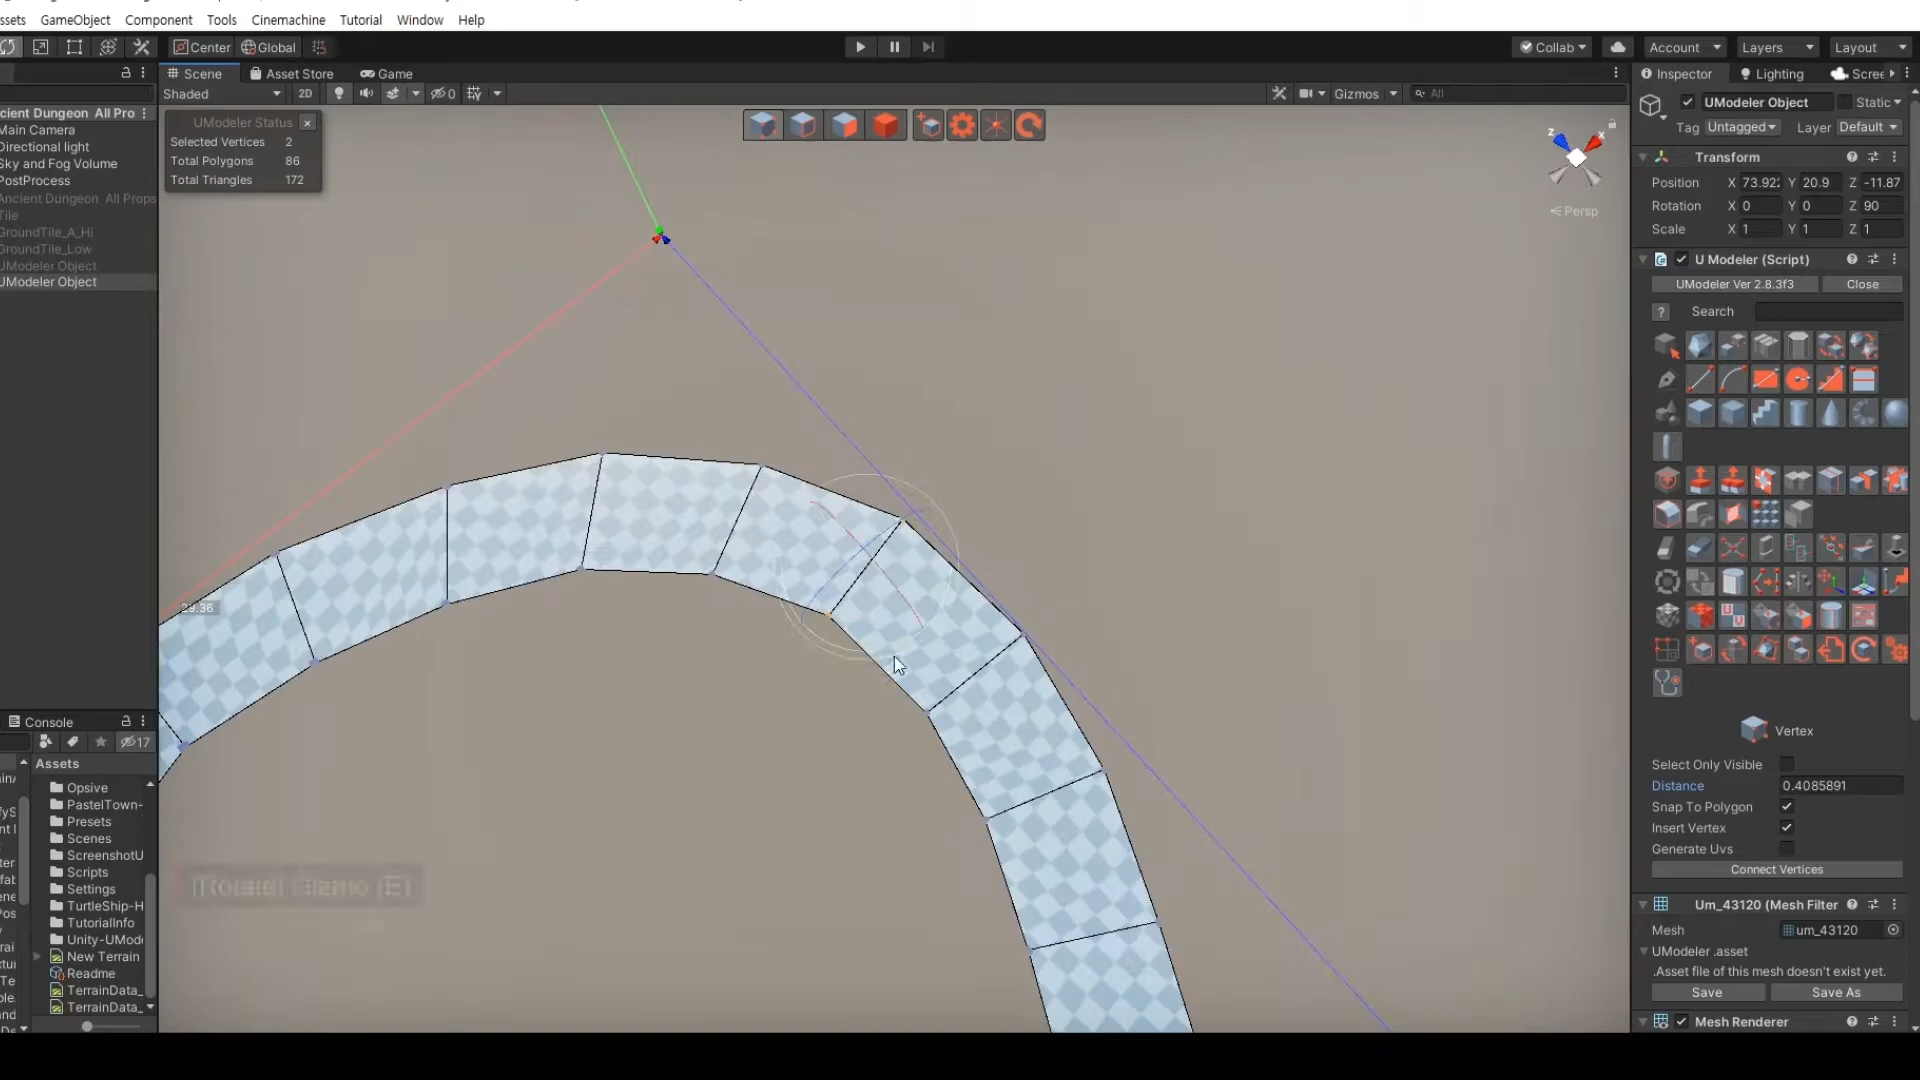 ssets GameObject Component Tools Cinemachine Tutorial Window Help
Center Global
Collab Account Layers Layout
Scene Asset Store Game
Inspector Lighting Scree
Shaded 2D 0 Gizmos All
UModeler Status
Selected Vertices 2
Total Polygons 86
Total Triangles 172
cient Dungeon All Pro
Main Camera
Directional light
Sky and Fog Volume
PostProcess
Ancient Dungeon All Props
Tile
GroundTile_A_Hi
GroundTile_Low
UModeler Object
UModeler Object
Z X
Persp
29.36
(Rotate) Gizmo (E)
UModeler Object Static
Tag Untagged Layer Default
Transform
Position X 73.92 Y 20.9 Z -11.87
Rotation X 0 Y 0 Z 90
Scale X 1 Y 1 Z 1
U Modeler (Script)
UModeler Ver 2.8.3f3 Close
? Search
Vertex
Select Only Visible
Distance 0.4085891
Snap To Polygon
Insert Vertex
Generate Uvs
Connect Vertices
Um_43120 (Mesh Filter
Mesh um_43120
UModeler .asset
.Asset file of this mesh doesn't exist yet.
Save Save As
Mesh Renderer
Console
17
Assets
Opsive
PastelTown-
Presets
Scenes
ScreenshotU
Scripts
Settings
TurtleShip-H
TutorialInfo
Unity-UMode
New Terrain
Readme
TerrainData_
TerrainData_